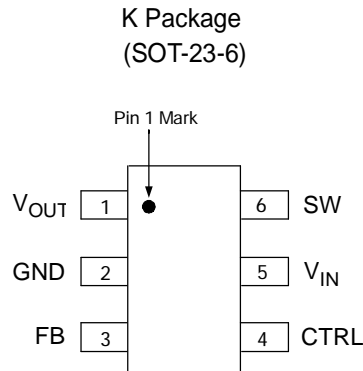 K Package
(SOT-23-6)
Pin 1 Mark
VOUT 1 6 SW
GND 2 5 VIN
FB 3 4 CTRL